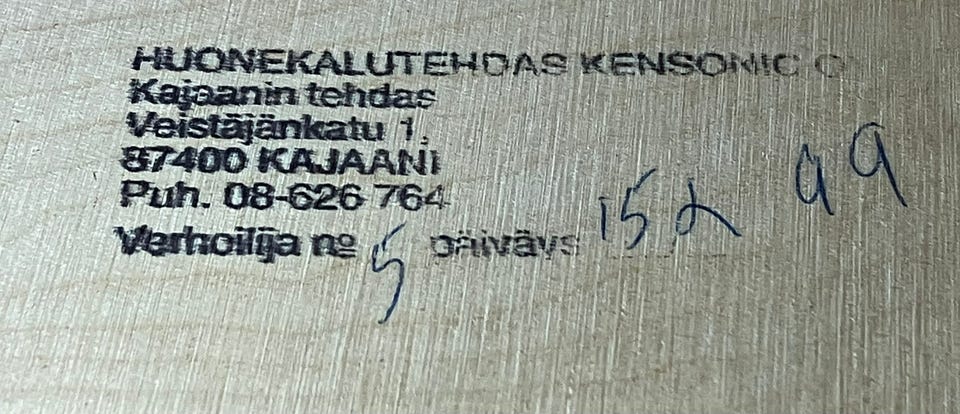 HUONEKALUTEHDAS KENSONIC O
Kajaanin tehdas
Veistäjänkatu 1,
87400 KAJAANI
Puh. 08-626 764
Verhoilija nº 5 päiväys 15 2 99